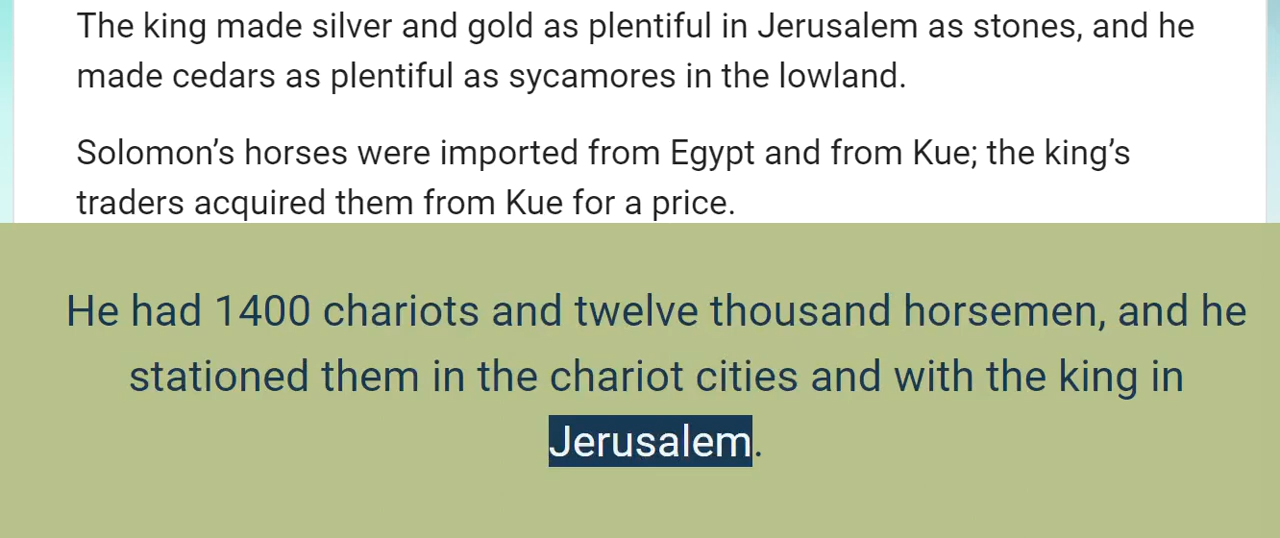 The king made silver and gold as plentiful in Jerusalem as stones, and he
made cedars as plentiful as sycamores in the lowland.
Solomon’s horses were imported from Egypt and from Kue; the king’s
traders acquired them from Kue for a price.
He had 1400 chariots and twelve thousand horsemen, and he
stationed them in the chariot cities and with the king in
Jerusalem.